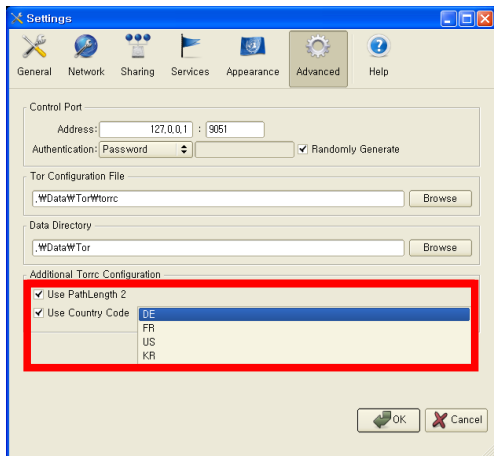 Settings
General Network Sharing Services Appearance Advanced Help
Control Port
Address: 127.0.0.1 : 9051
Authentication: Password Randomly Generate
Tor Configuration File
.₩Data₩Tor₩torrc Browse
Data Directory
.₩Data₩Tor Browse
Additional Torrc Configuration
Use PathLength 2
Use Country Code DE
FR
US
KR
OK Cancel